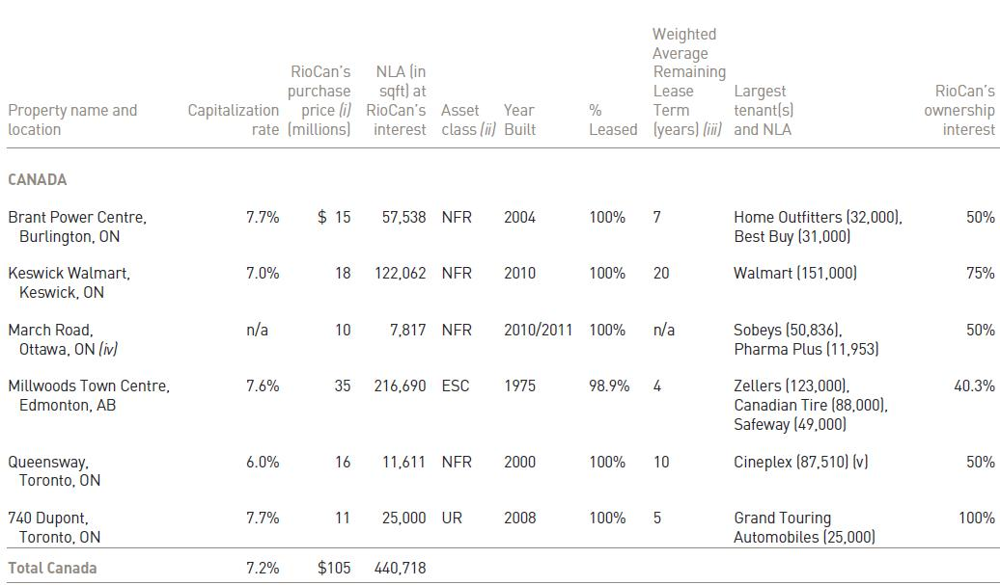 Weighted
Average
RioCan's NLA (in Remaining
purchase sqft) at Lease Largest RioCan's
Property name and Capitalization price (i) RioCan's Asset Year % Term tenant(s) ownership
location rate (millions) interest class (ii) Built Leased (years) (iii) and NLA interest
CANADA
Brant Power Centre, 7.7% $ 15 57,538 NFR 2004 100% 7 Home Outfitters (32,000), 50%
Burlington, ON Best Buy (31,000)
Keswick Walmart, 7.0% 18 122,062 NFR 2010 100% 20 Walmart (151,000) 75%
Keswick, ON
March Road, n/a 10 7,817 NFR 2010/2011 100% n/a Sobeys (50,836), 50%
Ottawa, ON (iv) Pharma Plus (11,953)
Millwoods Town Centre, 7.6% 35 216,690 ESC 1975 98.9% 4 Zellers (123,000), 40.3%
Edmonton, AB Canadian Tire (88,000),
Safeway (49,000)
Queensway, 6.0% 16 11,611 NFR 2000 100% 10 Cineplex (87,510) (v) 50%
Toronto, ON
740 Dupont, 7.7% 11 25,000 UR 2008 100% 5 Grand Touring 100%
Toronto, ON Automobiles (25,000)
Total Canada 7.2% $105 440,718